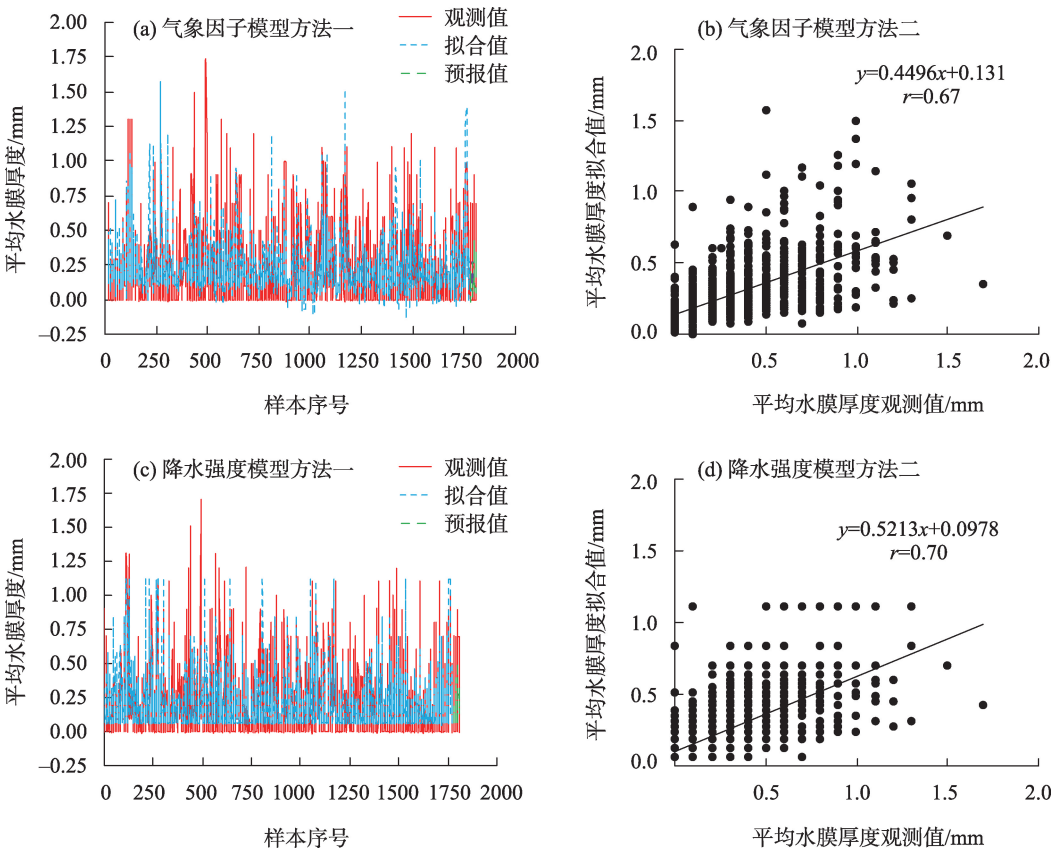 (a) 气象因子模型方法一
观测值
拟合值
预报值
平均水膜厚度/mm
2.00
1.75
1.50
1.25
1.00
0.75
0.50
0.25
0.00
–0.25
0 250 500 750 1000 1250 1500 1750 2000
样本序号
(b) 气象因子模型方法二
y=0.4496x+0.131
r=0.67
平均水膜厚度拟合值/mm
2.0
1.5
1.0
0.5
0.0
0.5 1.0 1.5 2.0
平均水膜厚度观测值/mm
(c) 降水强度模型方法一
观测值
拟合值
预报值
平均水膜厚度/mm
2.00
1.75
1.50
1.25
1.00
0.75
0.50
0.25
0.00
–0.25
0 250 500 750 1000 1250 1500 1750 2000
样本序号
(d) 降水强度模型方法二
y=0.5213x+0.0978
r=0.70
平均水膜厚度拟合值/mm
2.0
1.5
1.0
0.5
0.0
0.5 1.0 1.5 2.0
平均水膜厚度观测值/mm